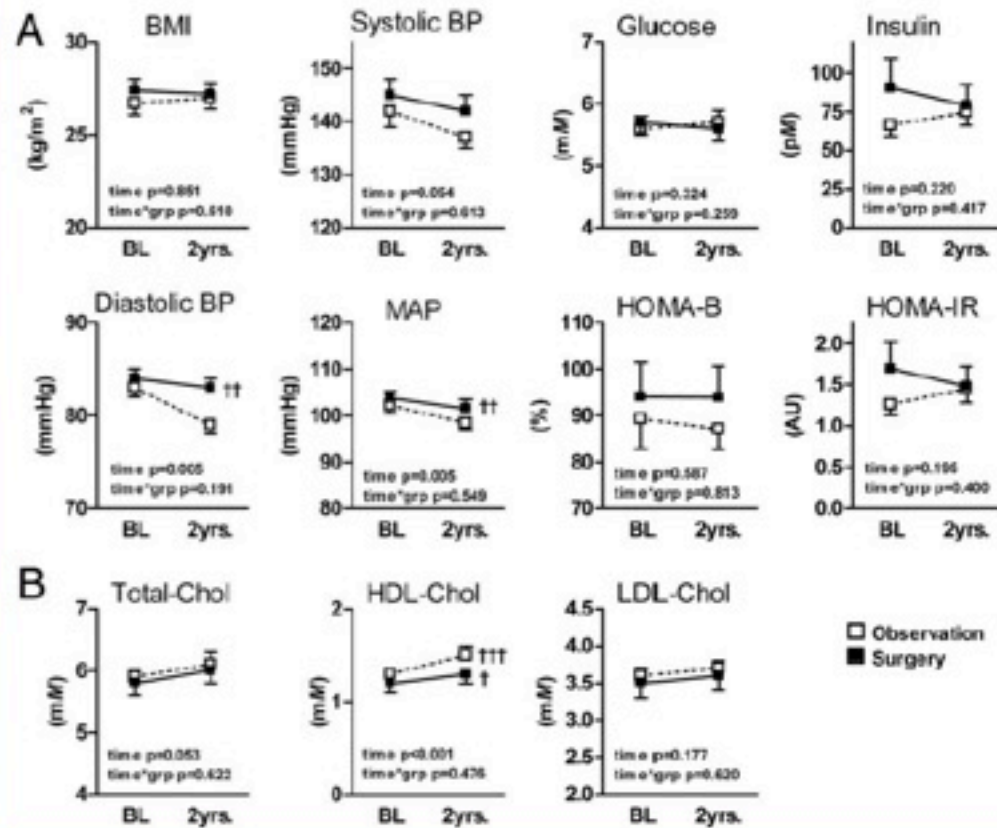 A
BMI
(kg/m²)
30
25
20
BL 2yrs.
time p=0.851
time*grp p=0.510
Systolic BP
(mmHg)
150
140
130
120
BL 2yrs.
time p=0.054
time*grp p=0.613
Glucose
(mM)
7
6
5
4
BL 2yrs.
time p=0.324
time*grp p=0.259
Insulin
(pM)
100
75
50
25
0
BL 2yrs.
time p=0.220
time*grp p=0.417
Diastolic BP
(mmHg)
90
80
70
††
BL 2yrs.
time p=0.005
time*grp p=0.191
MAP
(mmHg)
120
110
100
90
80
††
BL 2yrs.
time p=0.005
time*grp p=0.549
HOMA-B
(%)
110
100
90
80
70
BL 2yrs.
time p=0.587
time*grp p=0.813
HOMA-IR
(AU)
2.0
1.5
1.0
0.5
0.0
BL 2yrs.
time p=0.195
time*grp p=0.400
B
Total-Chol
(mM)
7
6
5
4
BL 2yrs.
time p=0.053
time*grp p=0.622
HDL-Chol
(mM)
2
1
0
†††
†
BL 2yrs.
time p<0.001
time*grp p=0.476
LDL-Chol
(mM)
4.5
4.0
3.5
3.0
2.5
2.0
BL 2yrs.
time p=0.177
time*grp p=0.620
Observation
Surgery